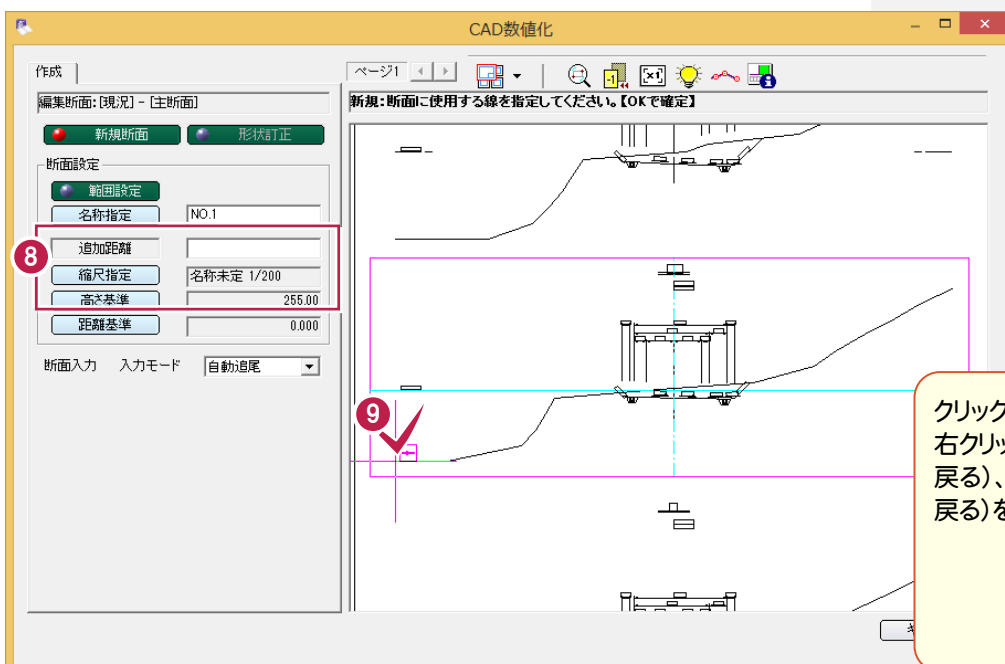 CAD数値化
作成
ページ1
編集断面:[現況] - [主断面]
新規:断面に使用する線を指定してください。【OKで確定】
新規断面
形状訂正
断面設定
範囲設定
名称指定
NO.1
8
追加距離
縮尺指定
名称未定 1/200
高さ基準
255.00
距離基準
0.000
断面入力 入力モード
自動追尾
9
クリック
右クリッ
戻る)、
戻る)を